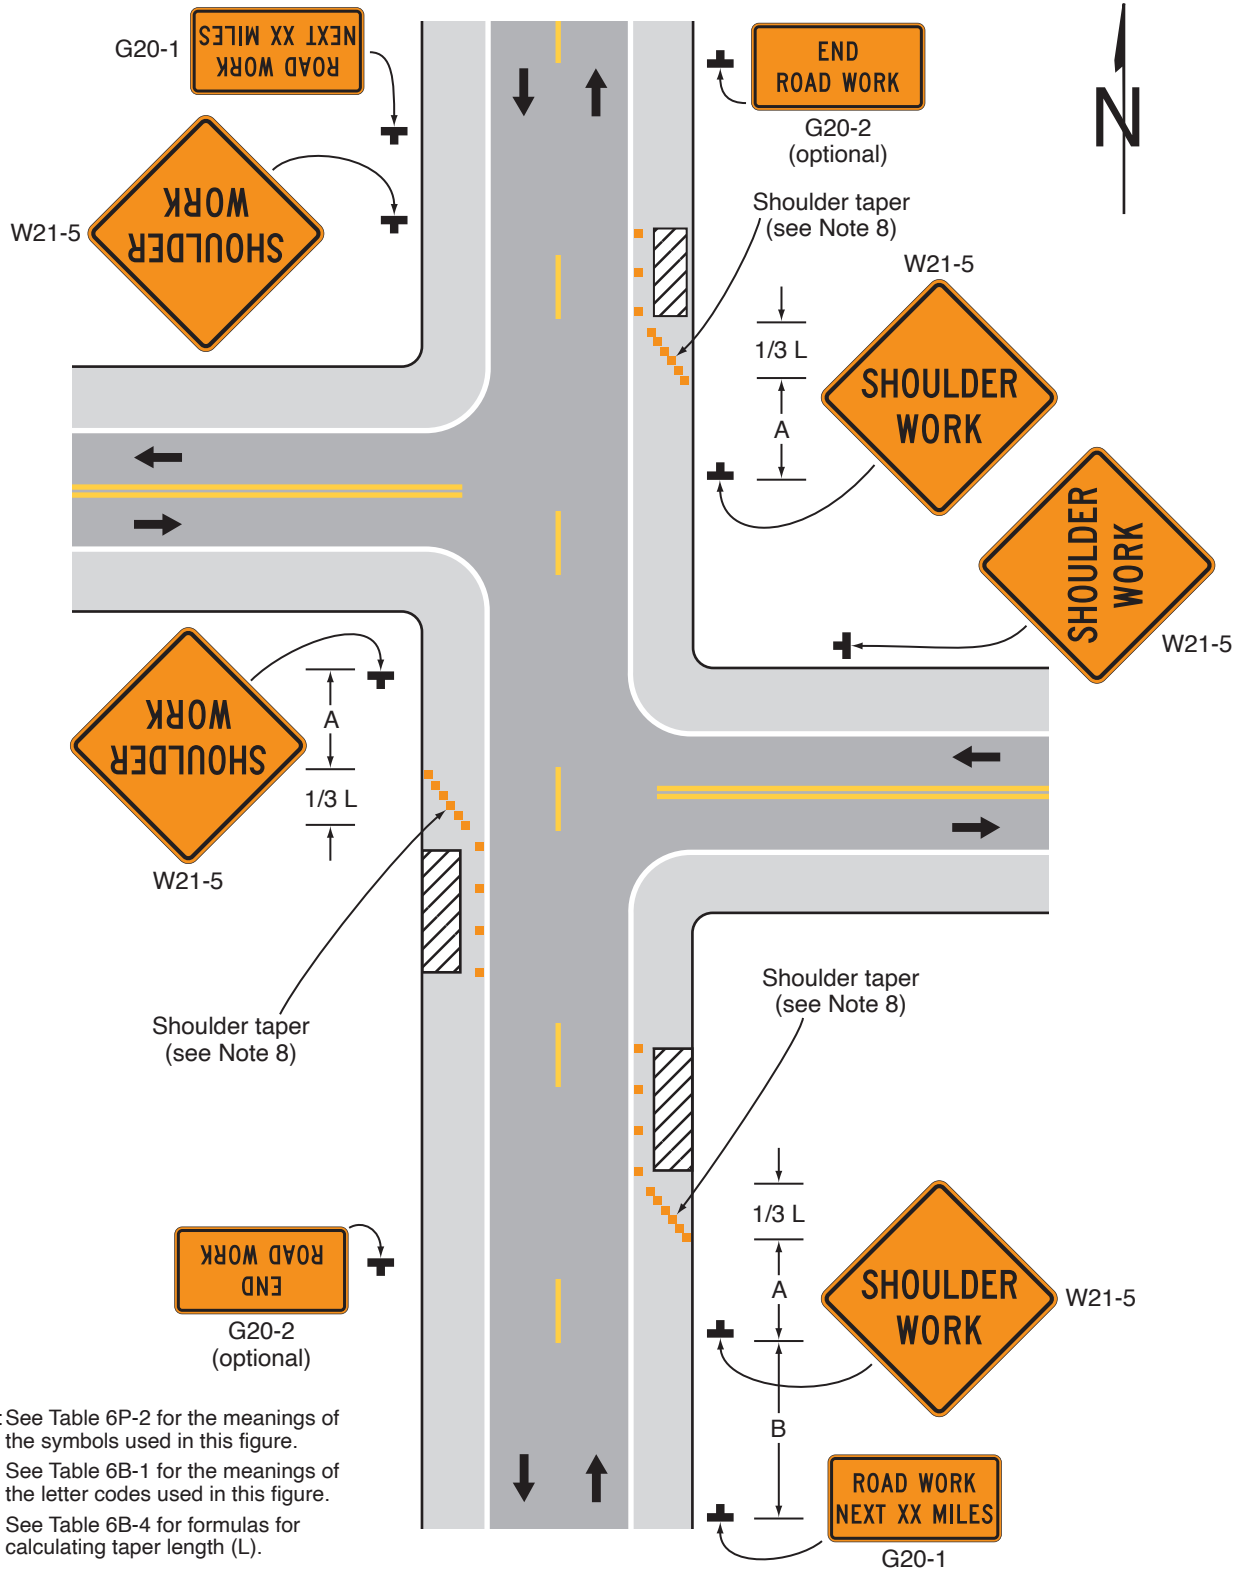 G20-1
ROAD WORK
NEXT XX MILES
END
ROAD WORK
G20-2
(optional)
N
W21-5
SHOULDER
WORK
Shoulder taper
(see Note 8)
W21-5
1/3 L
A
SHOULDER
WORK
SHOULDER
WORK
W21-5
SHOULDER
WORK
W21-5
A
1/3 L
Shoulder taper
(see Note 8)
Shoulder taper
(see Note 8)
1/3 L
A
B
SHOULDER
WORK
W21-5
END
ROAD WORK
G20-2
(optional)
ROAD WORK
NEXT XX MILES
G20-1
: See Table 6P-2 for the meanings of
the symbols used in this figure.
See Table 6B-1 for the meanings of
the letter codes used in this figure.
See Table 6B-4 for formulas for
calculating taper length (L).